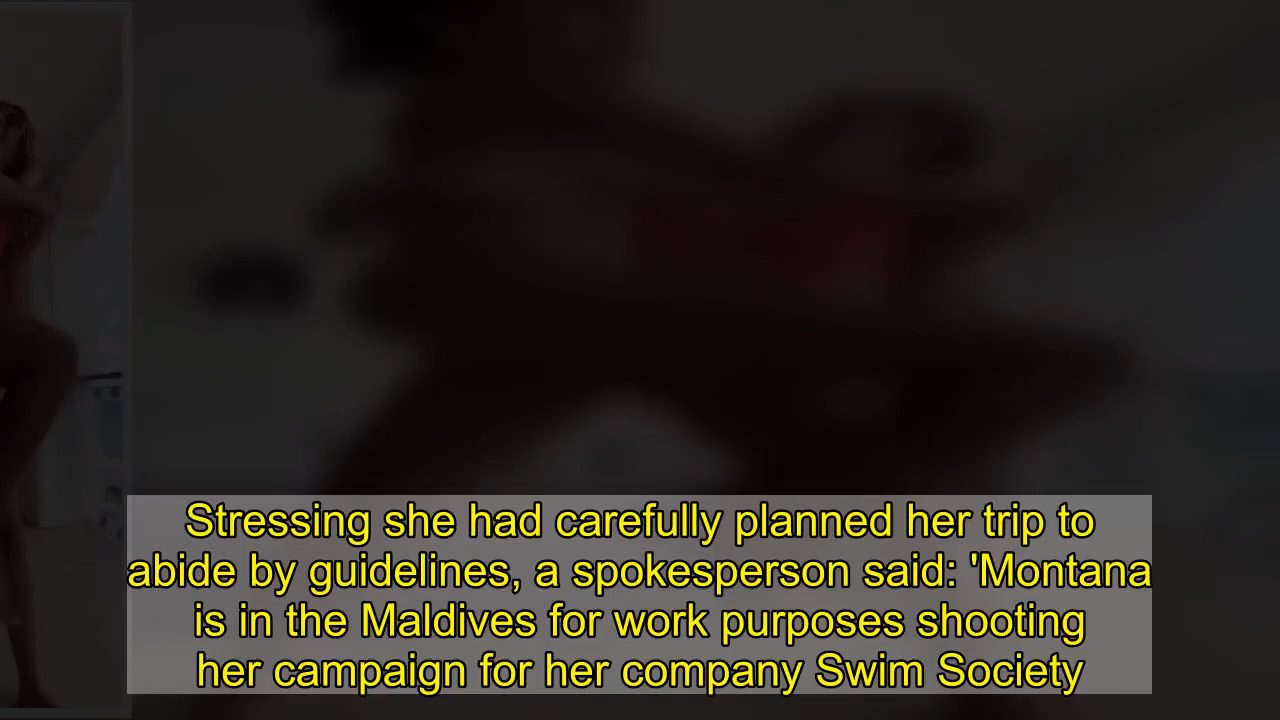 Stressing she had carefully planned her trip to
abide by guidelines, a spokesperson said: 'Montana
is in the Maldives for work purposes shooting
her campaign for her company Swim Society